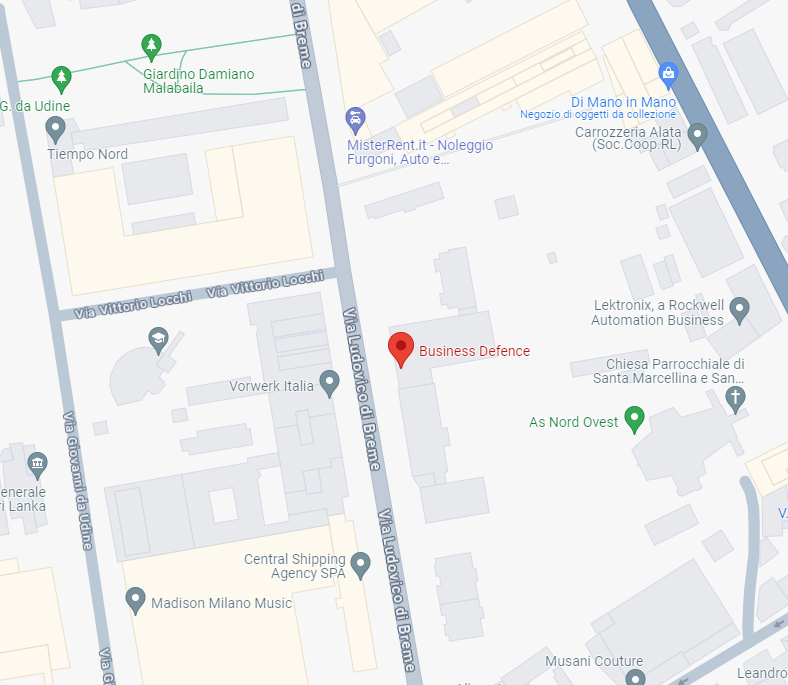 di Breme
Giardino Damiano
Malabaila
G. da Udine
Di Mano in Mano
Negozio di oggetti da collezione
Carrozzeria Alata
(Soc.Coop.RL)
MisterRent.it - Noleggio
Furgoni, Auto e...
Tiempo Nord
Via Vittorio Locchi
Via Vittorio Locchi
Via Ludovico di Breme
Lektronix, a Rockwell
Automation Business
Business Defence
Chiesa Parrocchiale di
Santa Marcellina e San...
Vorwerk Italia
As Nord Ovest
Via Giovanni da Udine
enerale
ri Lanka
V.
Via Ludovico di Breme
Central Shipping
Agency SPA
Madison Milano Music
Via Gi
Musani Couture
Leandro